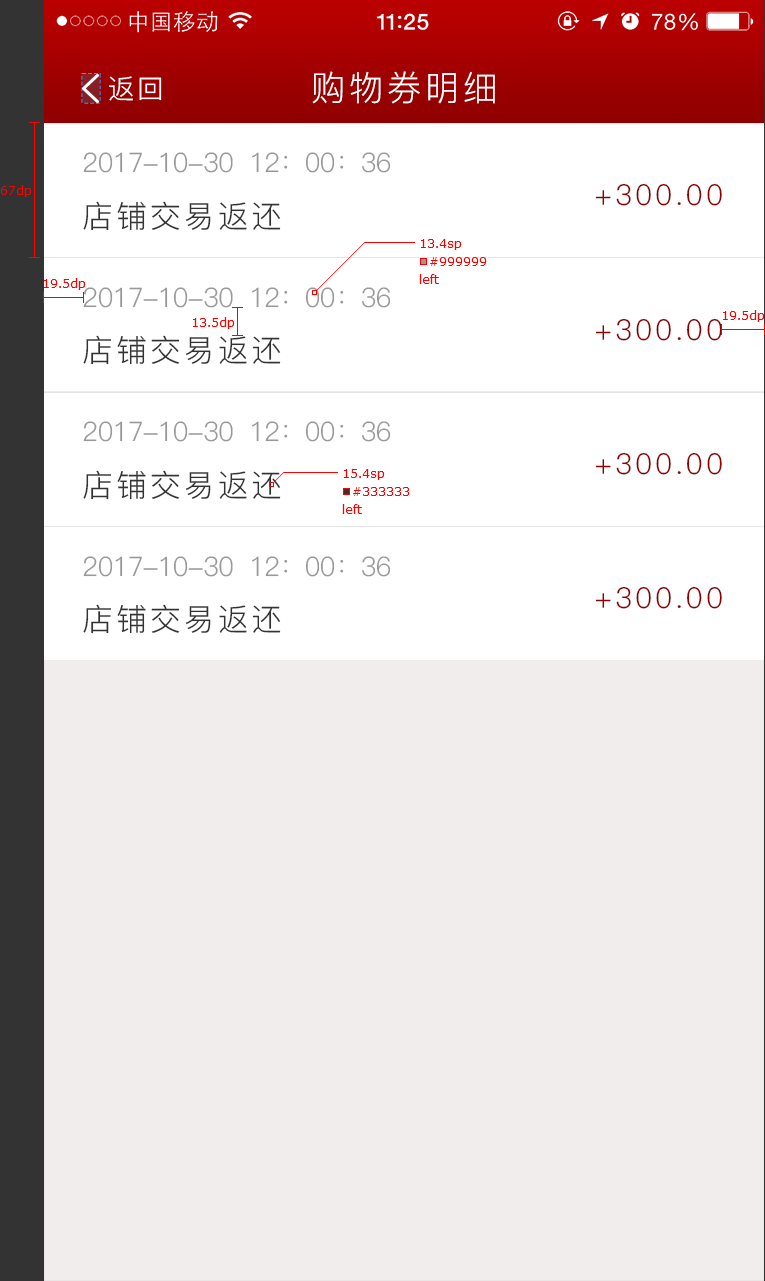 中国移动 11:25 78%
返回 购物券明细
2017-10-30 12: 00: 36
67dp
+300.00
店铺交易返还
13.4sp
#999999
left
19.5dp
2017-10-30 12: 00: 36
19.5dp
13.5dp
+300.00
店铺交易返还
2017-10-30 12: 00: 36
+300.00
15.4sp
店铺交易返还
#333333
left
2017-10-30 12: 00: 36
+300.00
店铺交易返还